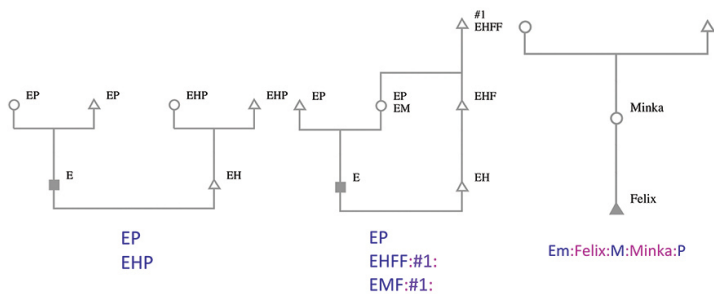 EP
EP
EHP
EHP
E
EH
EP
EHP
#1
EHFF
EP
EP
EM
EHF
E
EH
EP
EHFF:#1:
EMF:#1:
Minka
Felix
Em:Felix:M:Minka:P